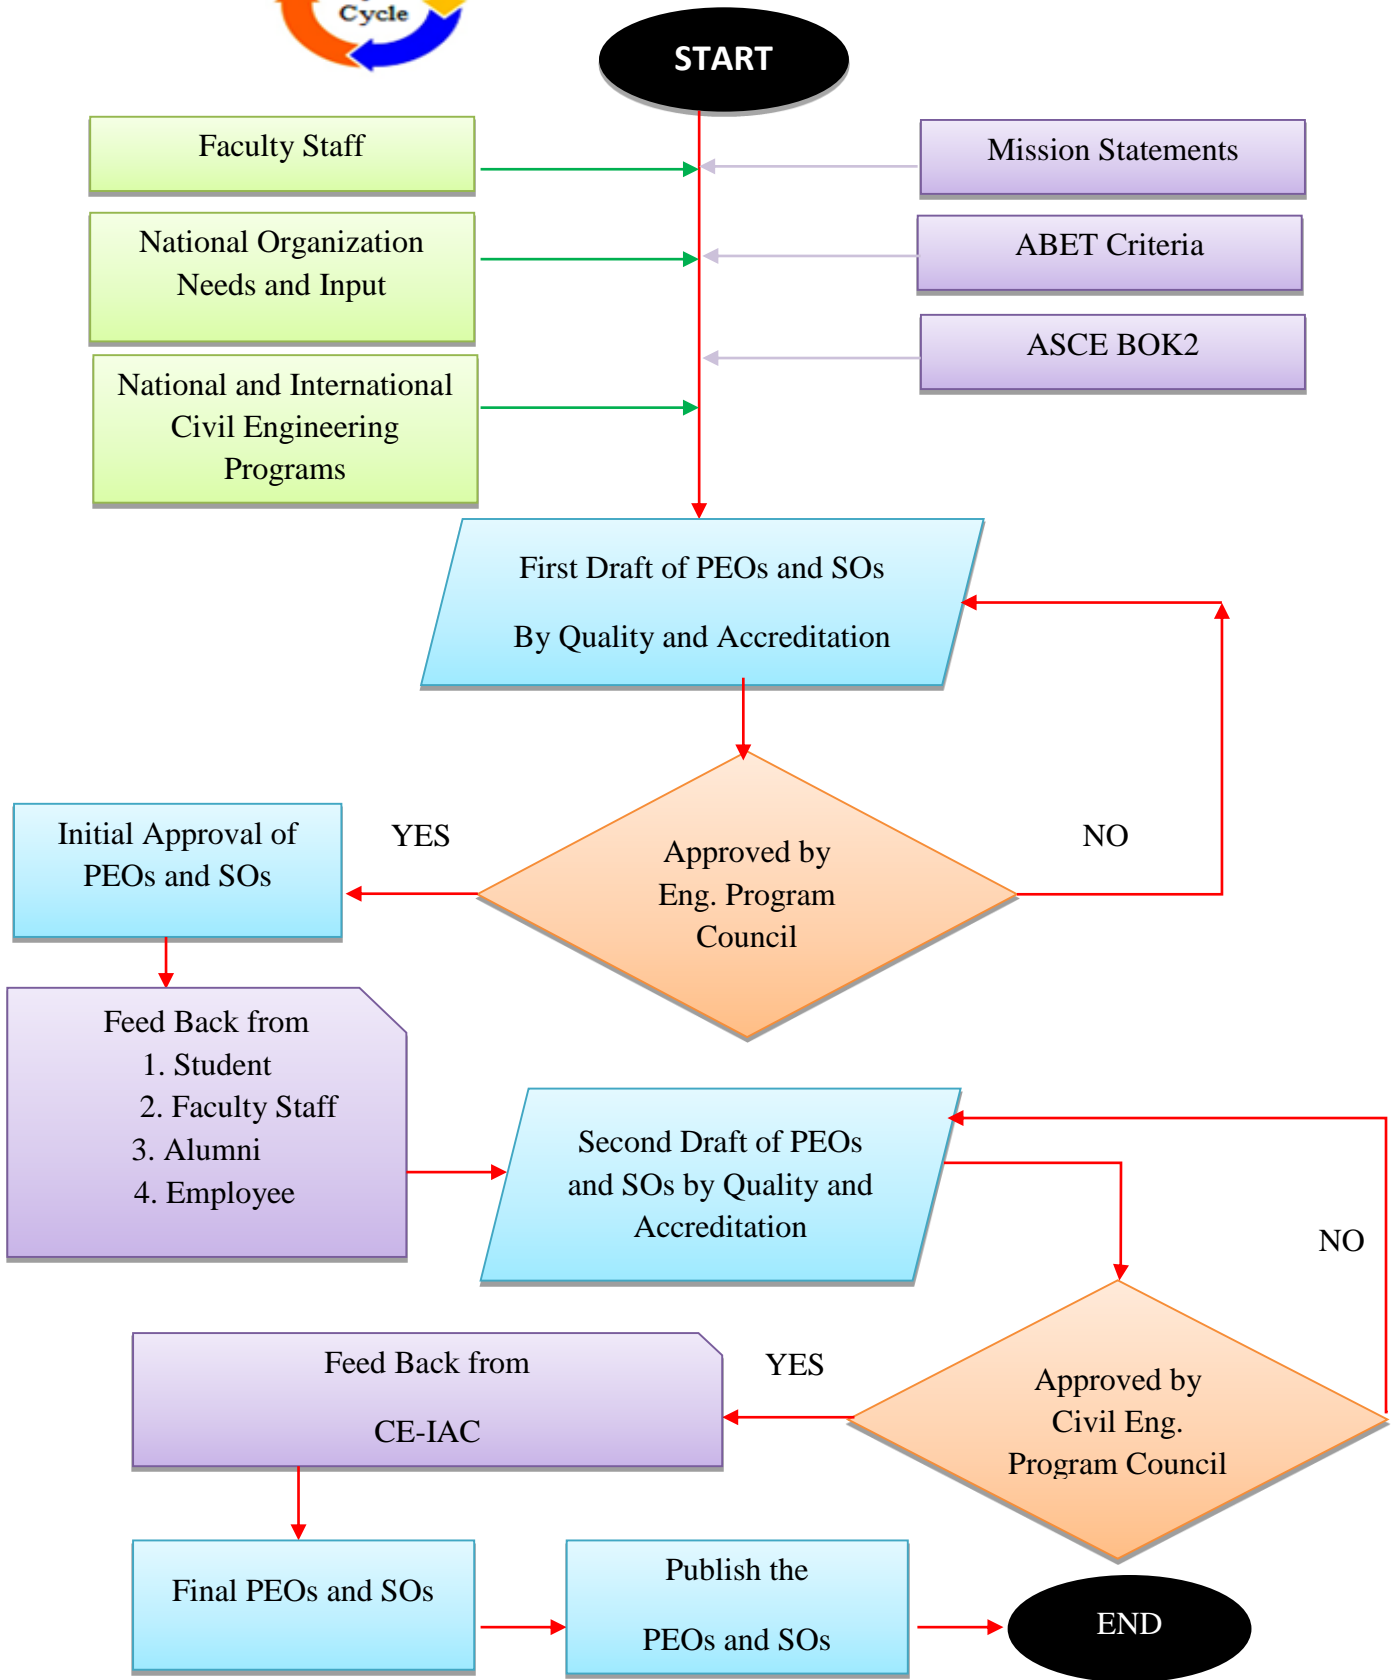 Cycle
START
Faculty Staff
Mission Statements
National Organization
Needs and Input
ABET Criteria
ASCE BOK2
National and International
Civil Engineering
Programs
First Draft of PEOs and SOs
By Quality and Accreditation
Initial Approval of
PEOs and SOs
YES
Approved by
Eng. Program
Council
NO
Feed Back from
1. Student
2. Faculty Staff
3. Alumni
4. Employee
Second Draft of PEOs
and SOs by Quality and
Accreditation
NO
Feed Back from
CE-IAC
YES
Approved by
Civil Eng.
Program Council
Final PEOs and SOs
Publish the
PEOs and SOs
END